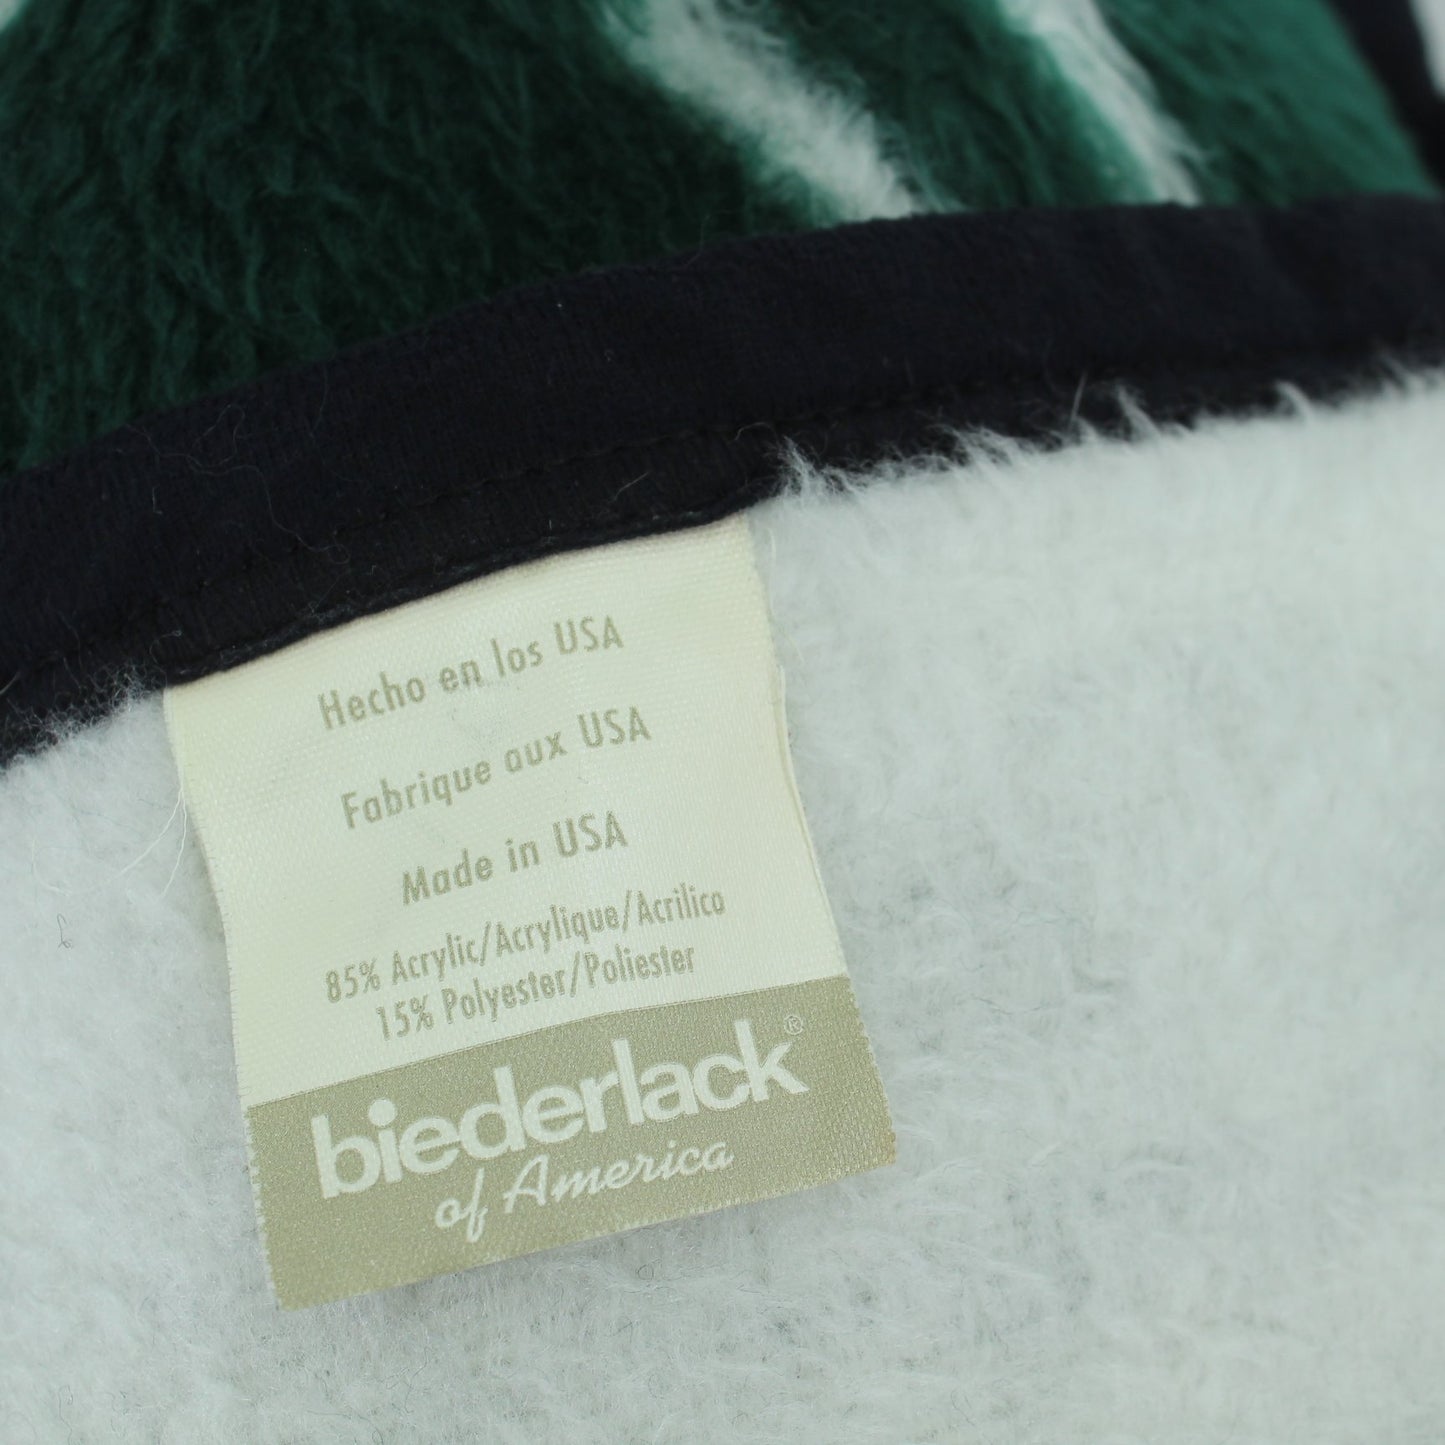 Hecho en los USA
Fabrique aux USA
Made in USA
85% Acrylic/Acrylique/Acrilico
15% Polyester/Poliester
biederlack®
of America